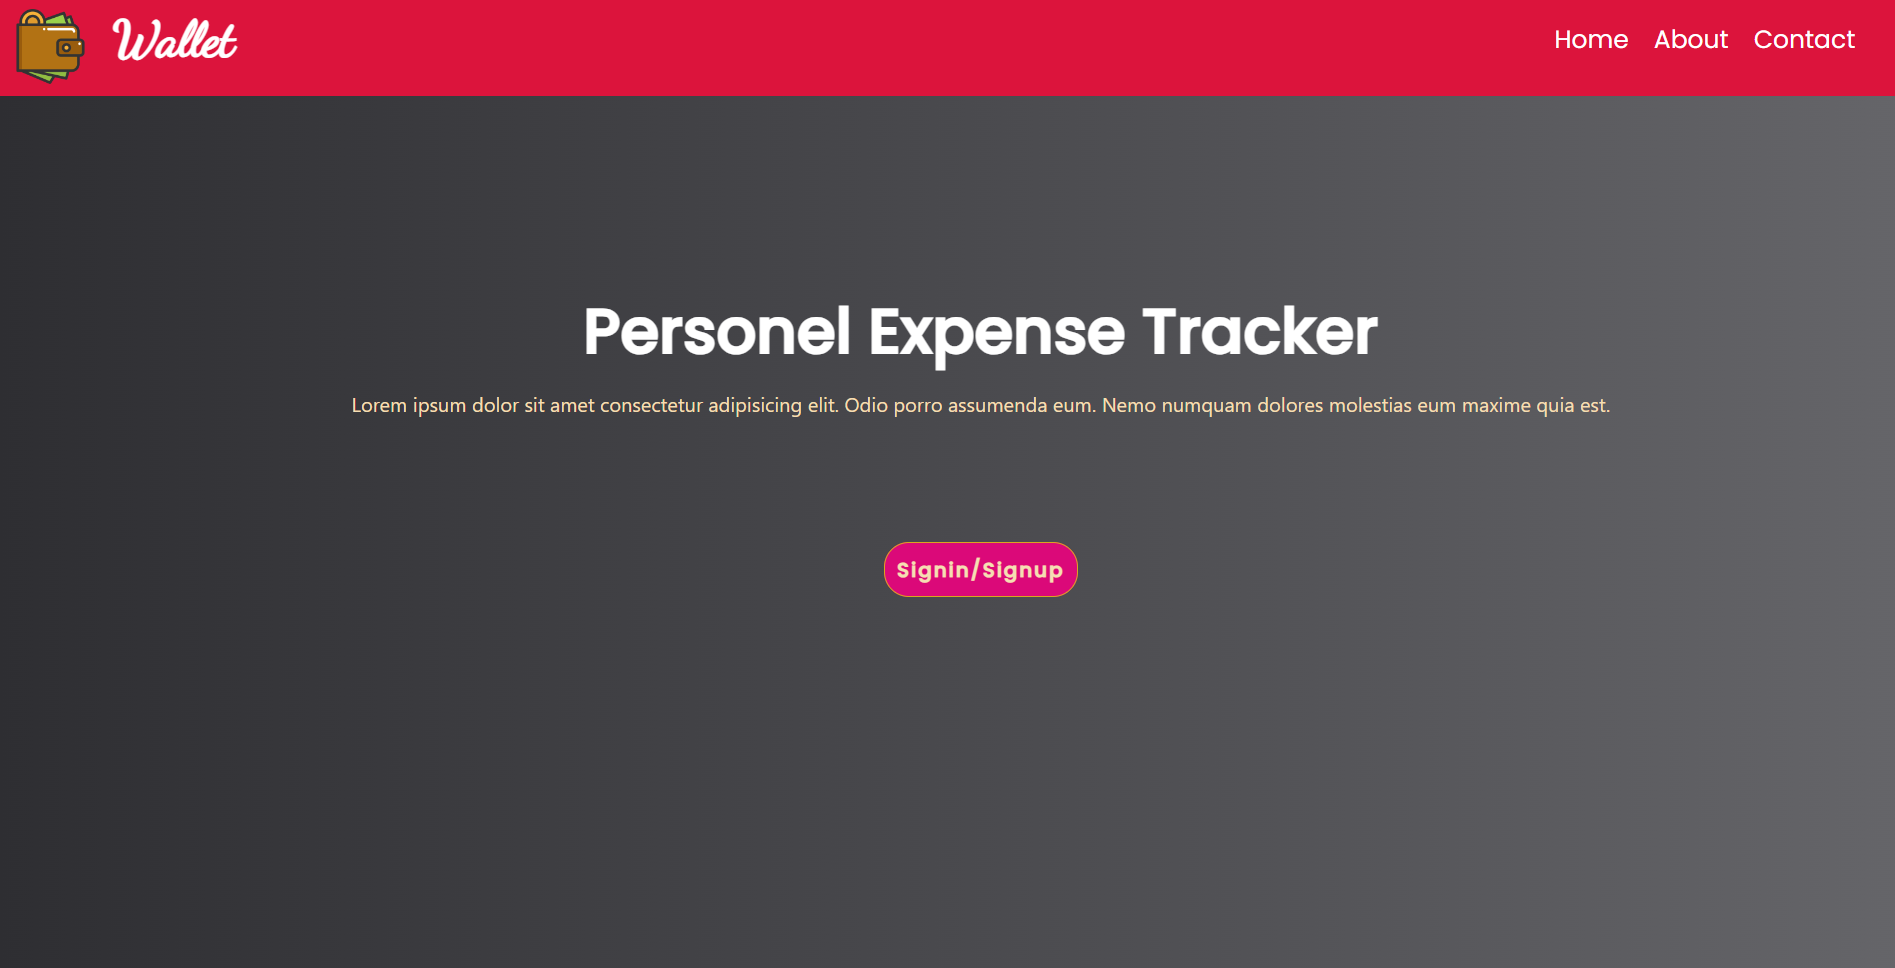 Wallet
Home About Contact
Personel Expense Tracker
Lorem ipsum dolor sit amet consectetur adipisicing elit. Odio porro assumenda eum. Nemo numquam dolores molestias eum maxime quia est.
Signin/Signup